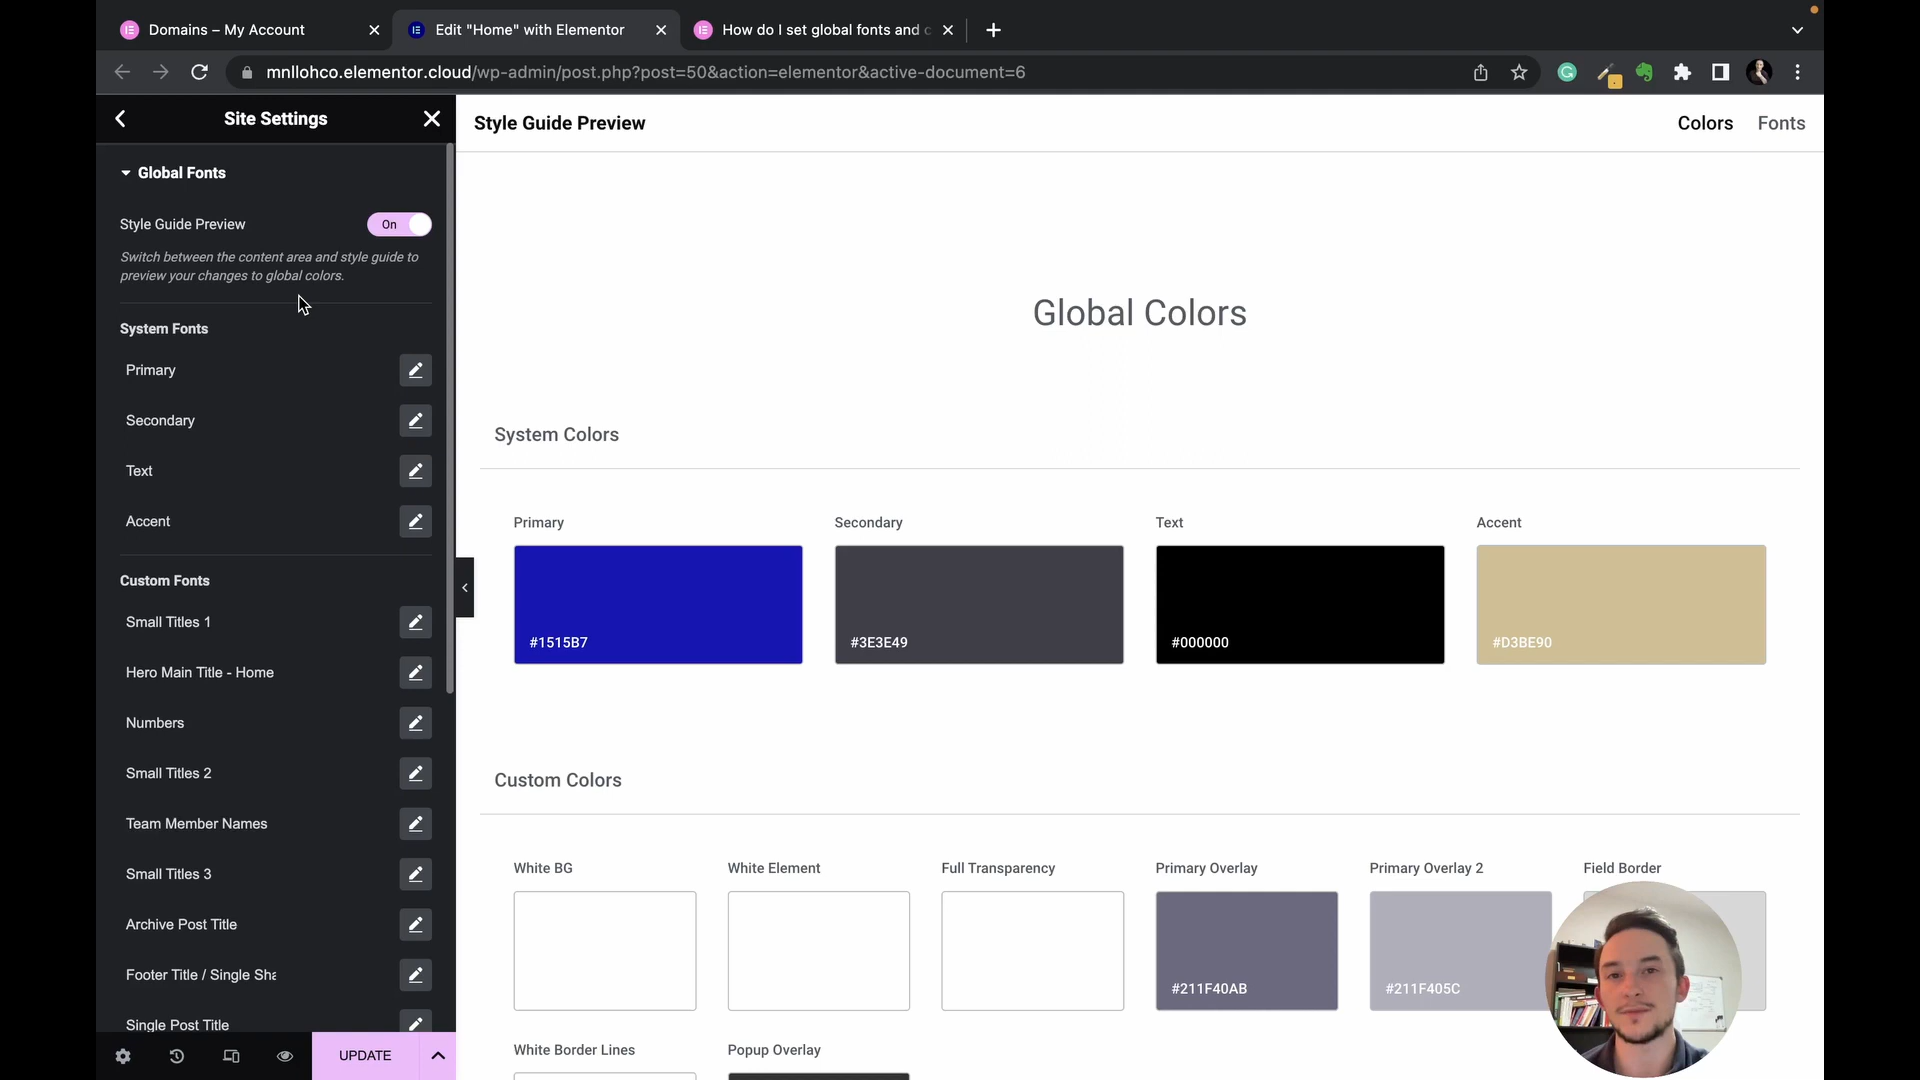 Domains – My Account
Edit "Home" with Elementor
How do I set global fonts and c
mnllohco.elementor.cloud/wp-admin/post.php?post=50&action=elementor&active-document=6
Site Settings
Style Guide Preview
Colors
Fonts
Global Fonts
Style Guide Preview
On
Switch between the content area and style guide to
preview your changes to global colors.
System Fonts
Primary
Secondary
Text
Accent
Custom Fonts
Small Titles 1
Hero Main Title - Home
Numbers
Small Titles 2
Team Member Names
Small Titles 3
Archive Post Title
Footer Title / Single Sha
Single Post Title
UPDATE
Global Colors
System Colors
Primary
Secondary
Text
Accent
#1515B7
#3E3E49
#000000
#D3BE90
Custom Colors
White BG
White Element
Full Transparency
Primary Overlay
Primary Overlay 2
Field Border
#211F40AB
#211F405C
White Border Lines
Popup Overlay